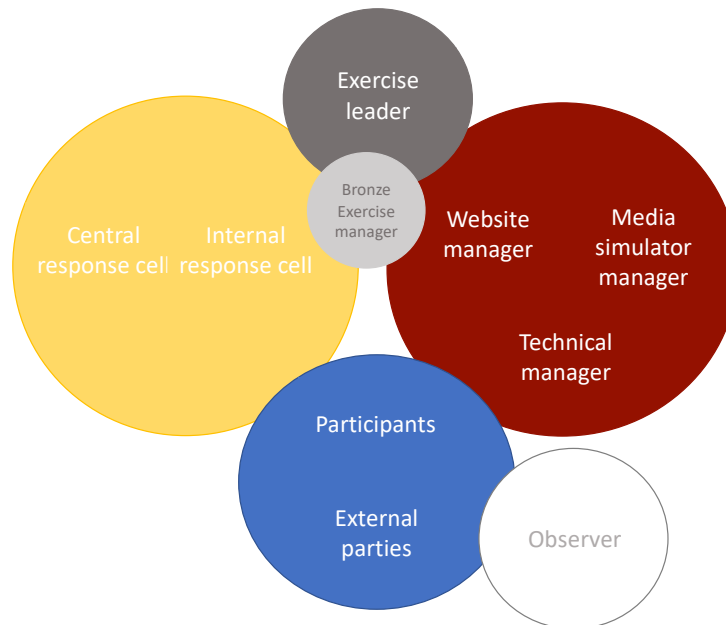 Exercise
leader
Bronze
Exercise
manager
Central
response cell
Internal
response cell
Website
manager
Media
simulator
manager
Technical
manager
Participants
External
parties
Observer